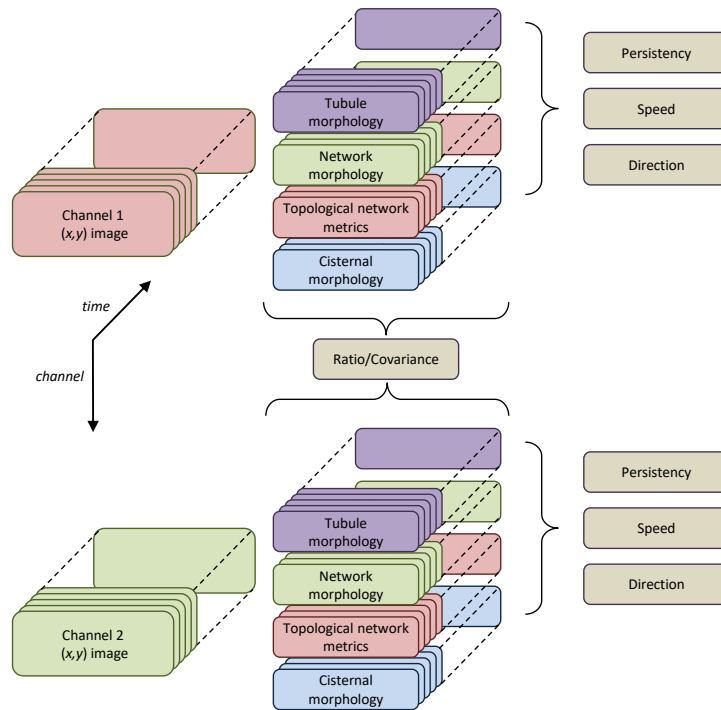 Tubule
morphology
Network
morphology
Topological network
metrics
Cisternal
morphology
Persistency
Speed
Direction
Channel 1
(x,y) image
time
channel
Ratio/Covariance
Tubule
morphology
Network
morphology
Topological network
metrics
Cisternal
morphology
Persistency
Speed
Direction
Channel 2
(x,y) image